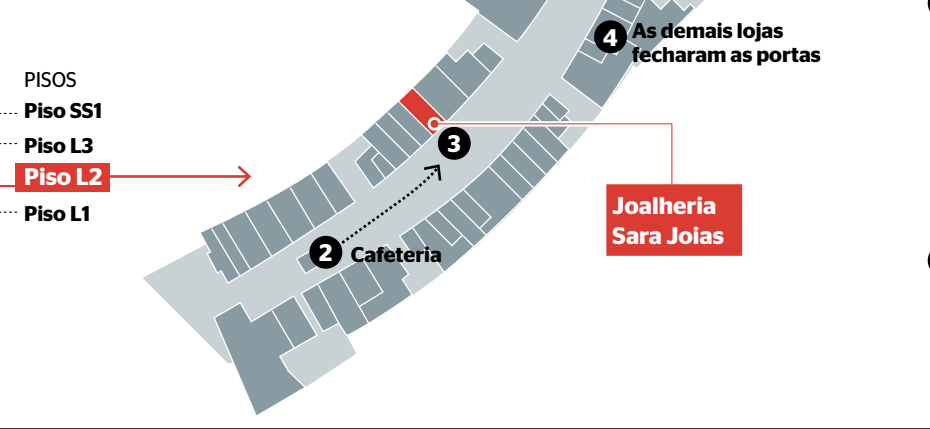 PISOS
Piso SS1
Piso L3
Piso L2
Piso L1
4 As demais lojas
fecharam as portas
3
2 Cafeteria
Joalheria
Sara Joias